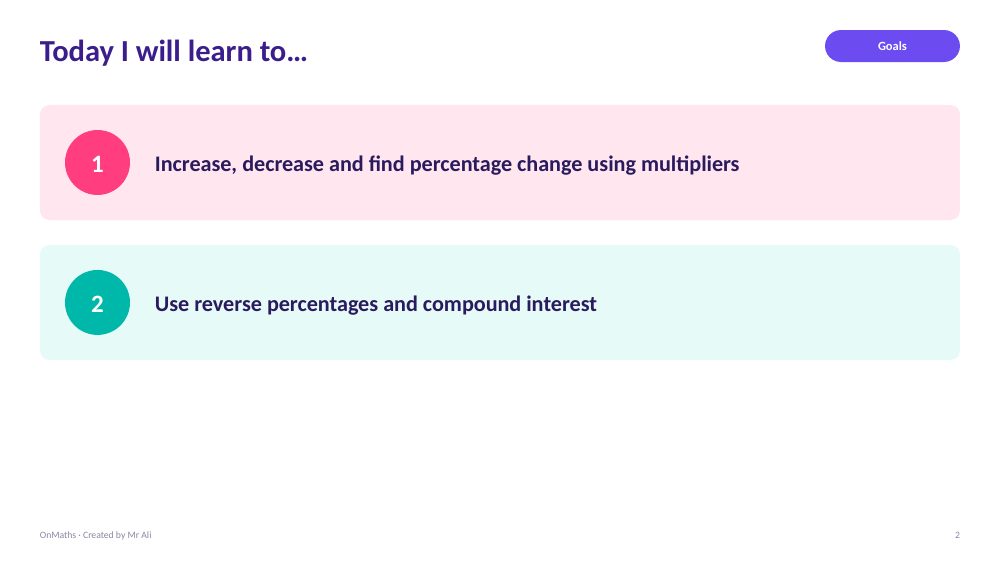 Today I will learn to…
Goals
1
Increase, decrease and find percentage change using multipliers
2
Use reverse percentages and compound interest
OnMaths · Created by Mr Ali
2